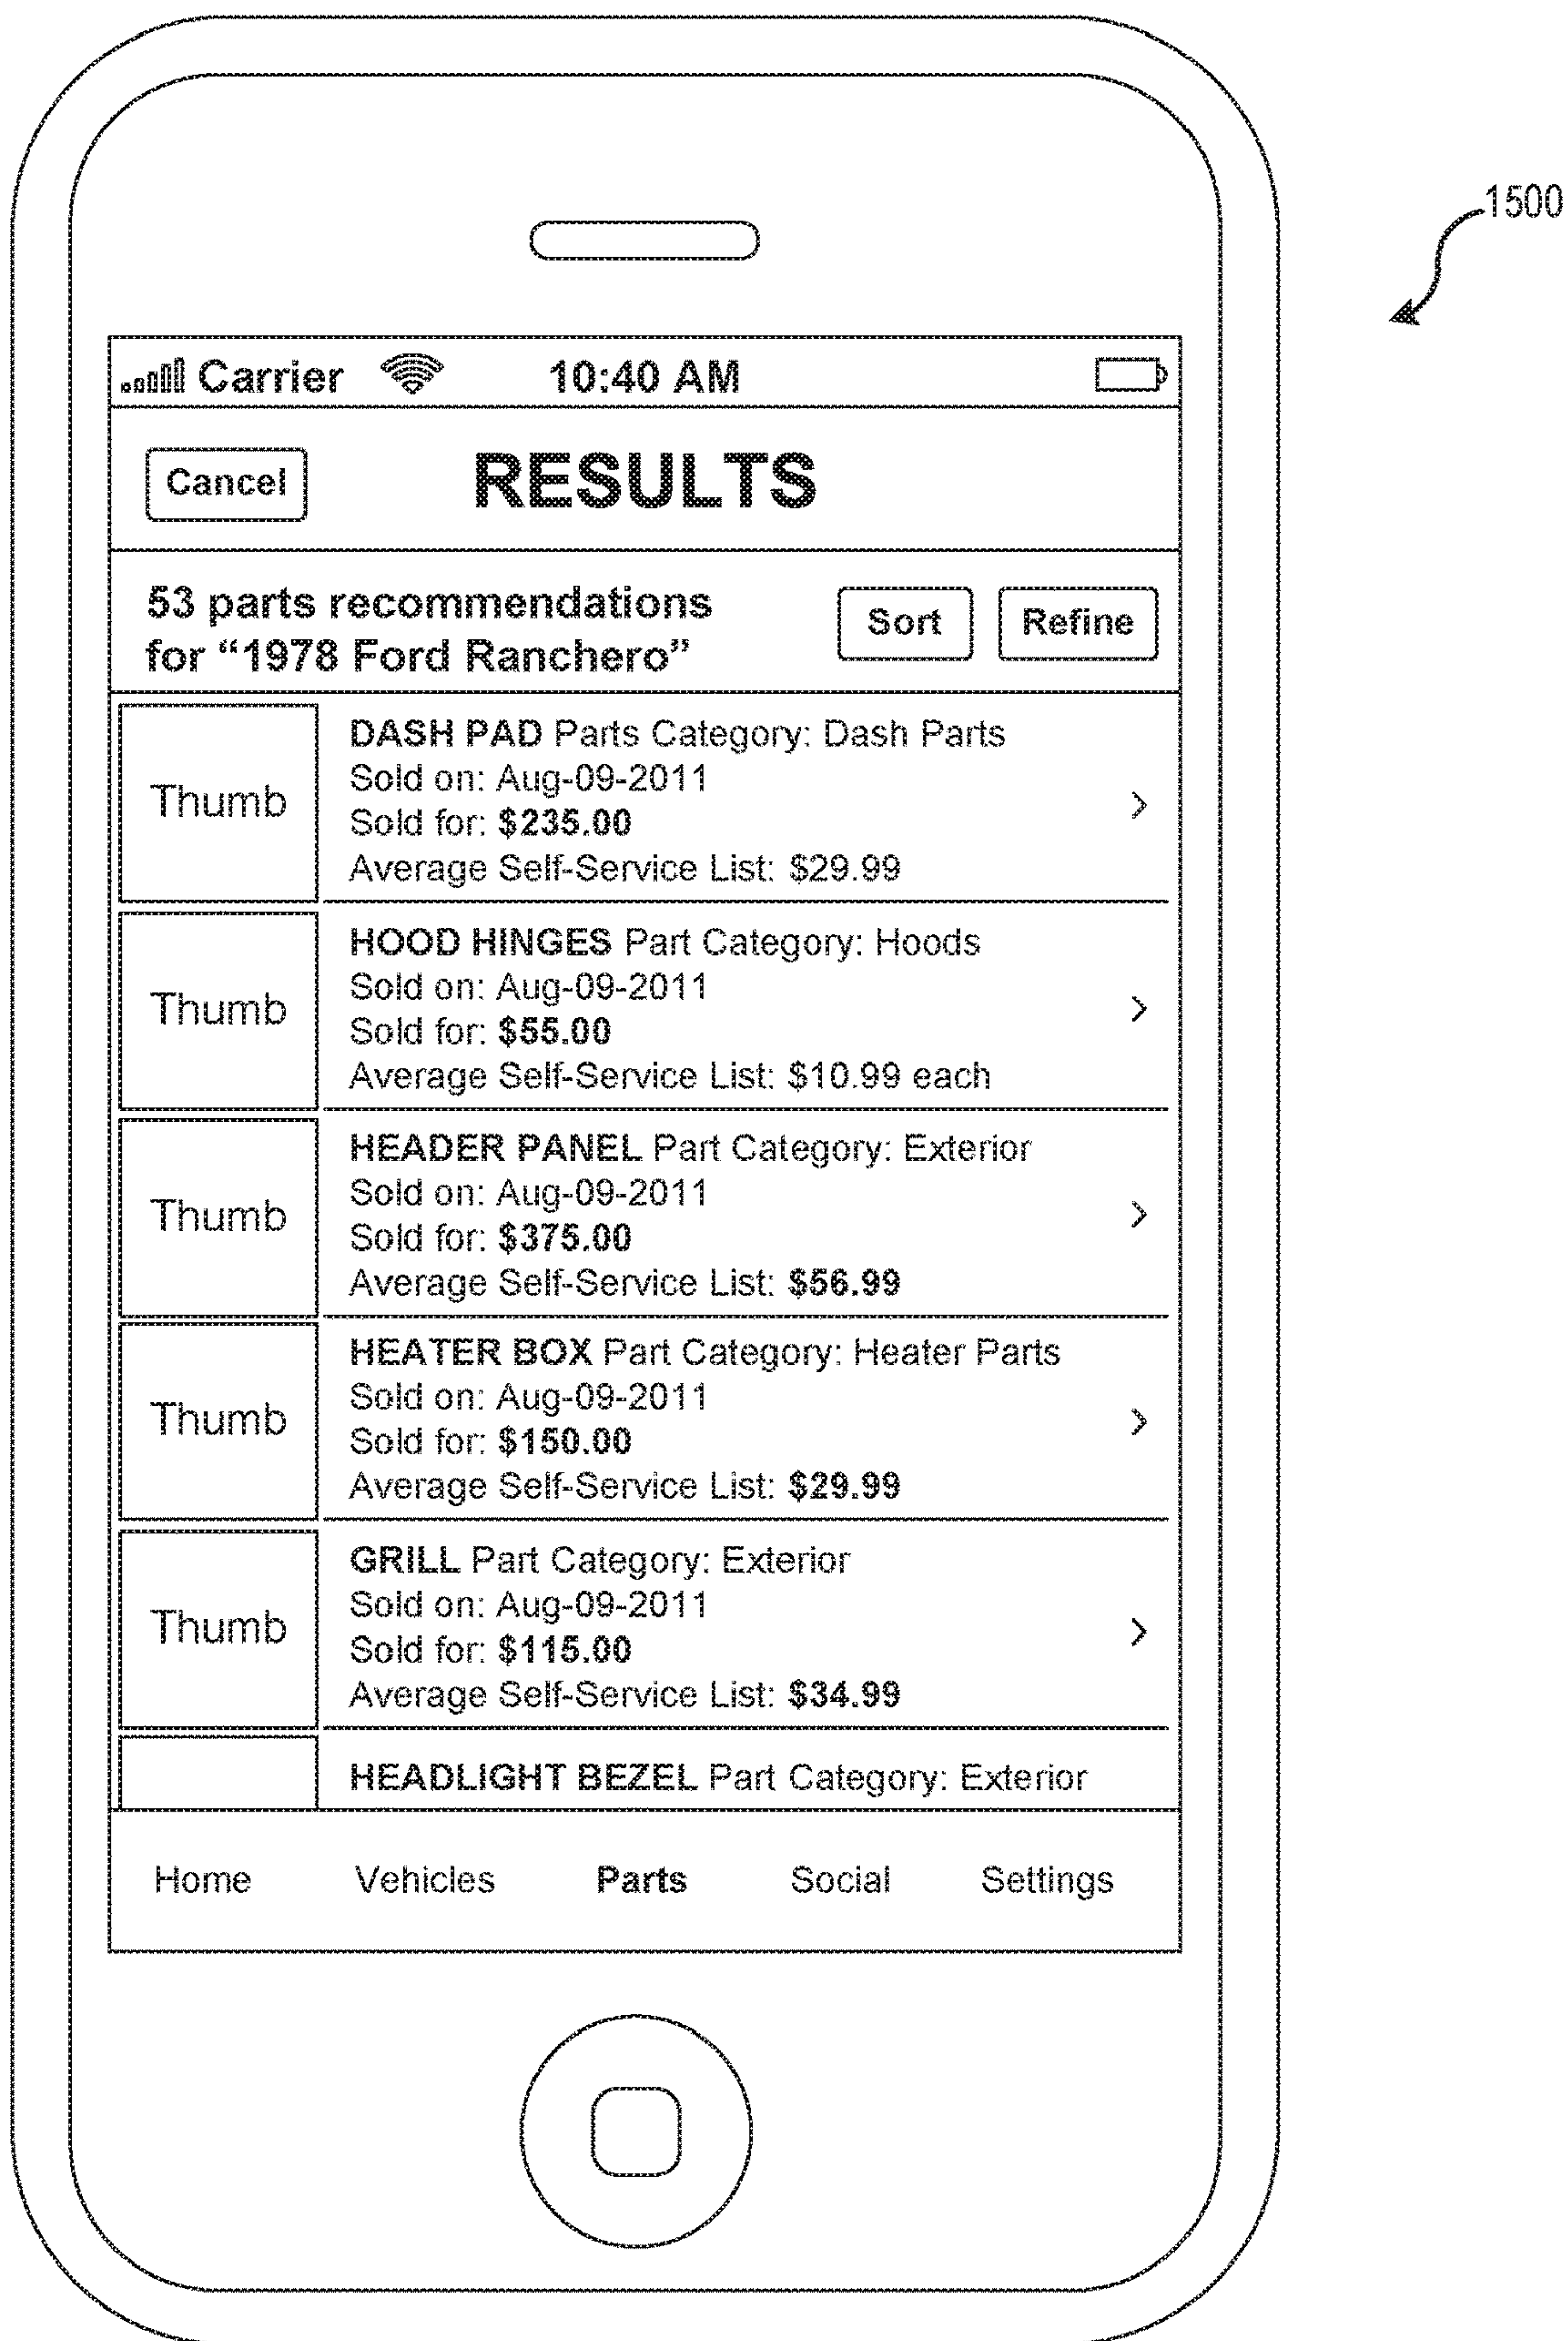 1500
Carrier 10:40 AM
Cancel RESULTS
53 parts recommendations
for “1978 Ford Ranchero”
Sort Refine
Thumb
DASH PAD Parts Category: Dash Parts
Sold on: Aug-09-2011
Sold for: $235.00
Average Self-Service List: $29.99
Thumb
HOOD HINGES Part Category: Hoods
Sold on: Aug-09-2011
Sold for: $55.00
Average Self-Service List: $10.99 each
Thumb
HEADER PANEL Part Category: Exterior
Sold on: Aug-09-2011
Sold for: $375.00
Average Self-Service List: $56.99
Thumb
HEATER BOX Part Category: Heater Parts
Sold on: Aug-09-2011
Sold for: $150.00
Average Self-Service List: $29.99
Thumb
GRILL Part Category: Exterior
Sold on: Aug-09-2011
Sold for: $115.00
Average Self-Service List: $34.99
HEADLIGHT BEZEL Part Category: Exterior
Home Vehicles Parts Social Settings